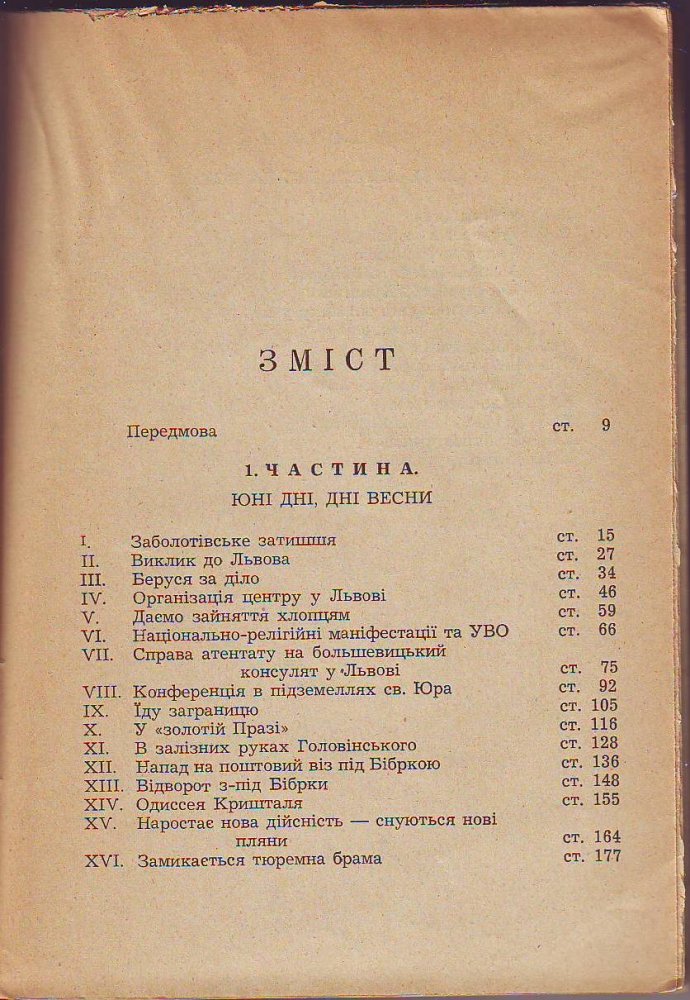 ЗМІСТ
Передмова ст. 9
1. ЧАСТИНА.
ЮНІ ДНІ, ДНІ ВЕСНИ
I. Заболотівське затишшя ст. 15
II. Виклик до Львова ст. 27
III. Беруся за діло ст. 34
IV. Організація центру у Львові ст. 46
V. Даємо зайняття хлопцям ст. 59
VI. Національно-релігійні маніфестації та УВО ст. 66
VII. Справа атентату на большевицький
консулят у Львові ст. 75
VIII. Конференція в підземеллях св. Юра ст. 92
IX. Їду заграницю ст. 105
X. У «золотій Празі» ст. 116
XI. В залізних руках Головінського ст. 128
XII. Напад на поштовий віз під Бібркою ст. 136
XIII. Відворот з-під Бібрки ст. 148
XIV. Одиссея Кришталя ст. 155
XV. Наростає нова дійсність — снуються нові
пляни ст. 164
XVI. Замикається тюремна брама ст. 177